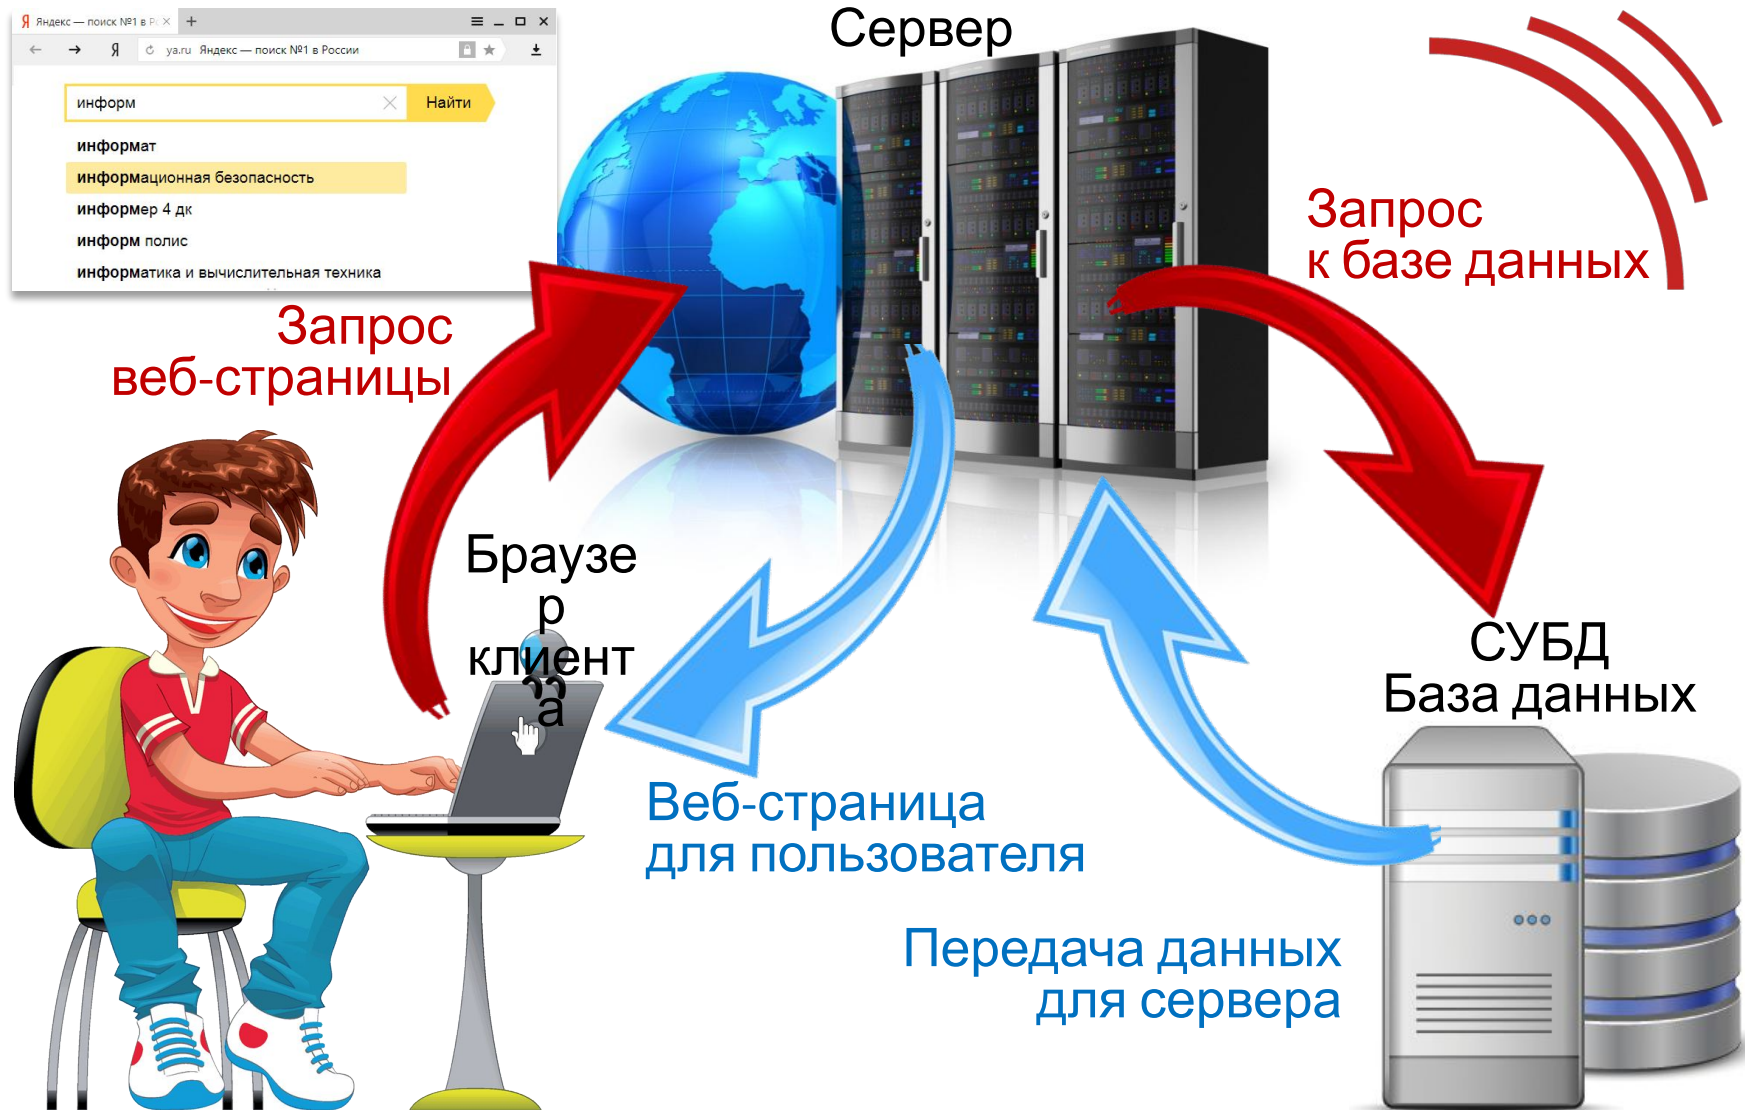 Яндекс — поиск №1 в Р
Я
ya.ru Яндекс — поиск №1 в России
информ
Найти
информат
информационная безопасность
информер 4 дк
информ полис
информатика и вычислительная техника
Сервер
Запрос
к базе данных
Запрос
веб-страницы
Браузе
р
клиент
а
СУБД
База данных
Веб-страница
для пользователя
Передача данных
для сервера